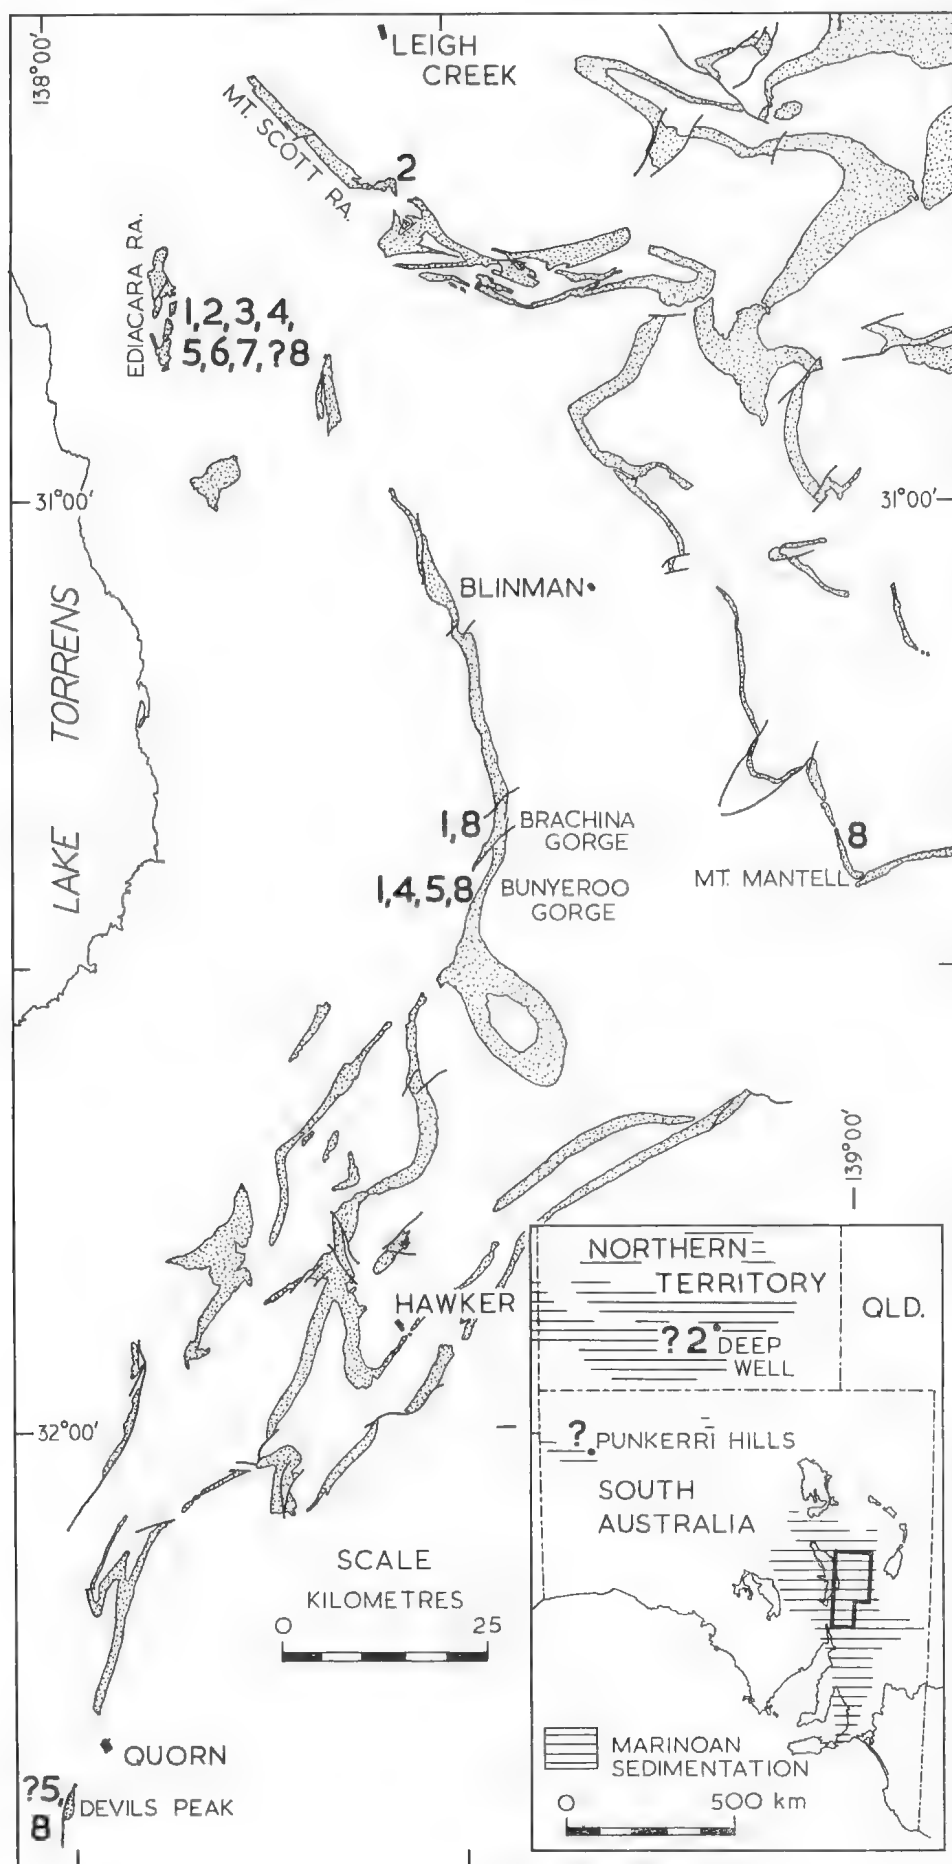 138°00'
LEIGH
CREEK
MT. SCOTT RA.
2
EDIACARA RA.
1,2,3,4,
5,6,7,?8
31°00'
31°00'
BLINMAN
LAKE TORRENS
1,8
BRACHINA
GORGE
8
MT. MANTELL
1,4,5,8
BUNYEROO
GORGE
139°00'
HAWKER
32°00'
SCALE
KILOMETRES
0 25
QUORN
?5,
8
DEVILS PEAK
NORTHERN
TERRITORY
QLD.
?2 DEEP
WELL
? PUNKERRI HILLS
SOUTH
AUSTRALIA
MARINOAN
SEDIMENTATION
0 500 km